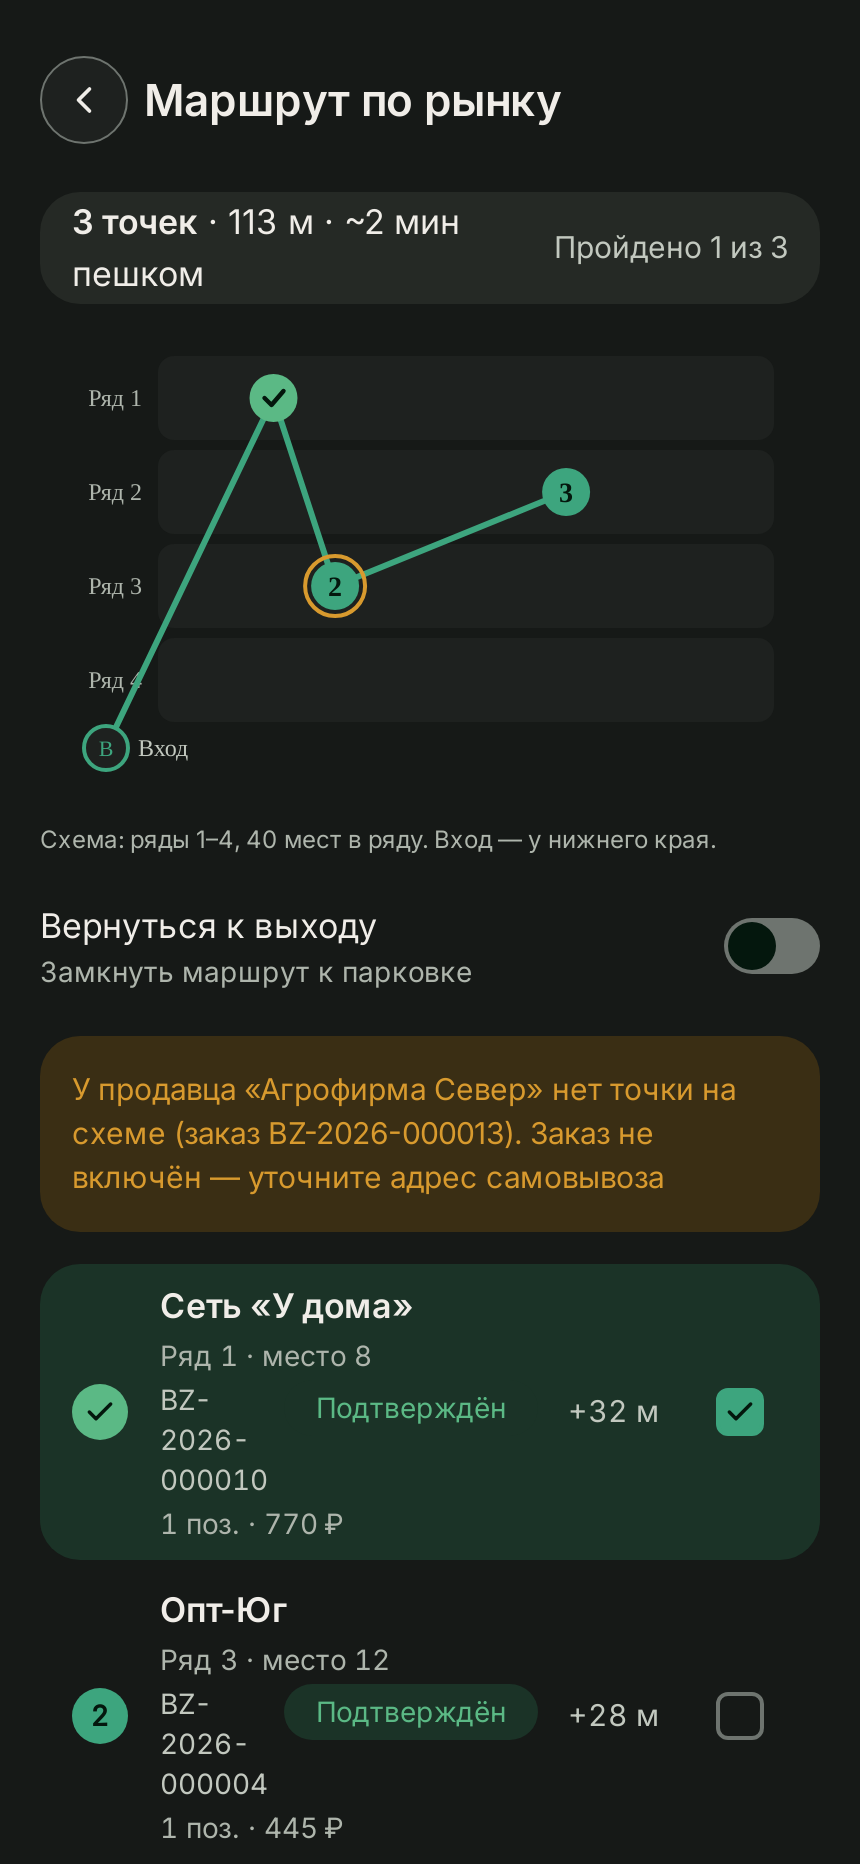 Маршрут по рынку
3 точек · 113 м · ~2 мин
пешком
Пройдено 1 из 3
Ряд 1
Ряд 2
3
Ряд 3
2
Ряд 4
В Вход
Схема: ряды 1–4, 40 мест в ряду. Вход — у нижнего края.
Вернуться к выходу
Замкнуть маршрут к парковке
У продавца «Агрофирма Север» нет точки на
схеме (заказ BZ-2026-000013). Заказ не
включён — уточните адрес самовывоза
Сеть «У дома»
Ряд 1 · место 8
BZ-
2026-
000010
Подтверждён
+32 м
1 поз. · 770 ₽
Опт-Юг
Ряд 3 · место 12
2
BZ-
2026-
000004
Подтверждён
+28 м
1 поз. · 445 ₽